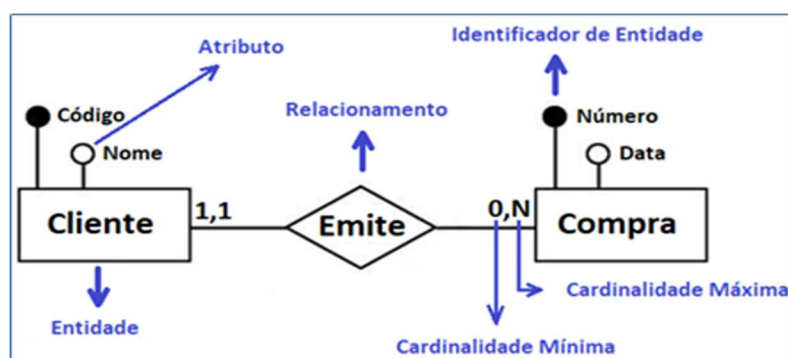 Atributo
Identificador de Entidade
Código
Relacionamento
Número
Nome
Data
Cliente
1,1
Emite
0,N
Compra
Cardinalidade Máxima
Entidade
Cardinalidade Mínima